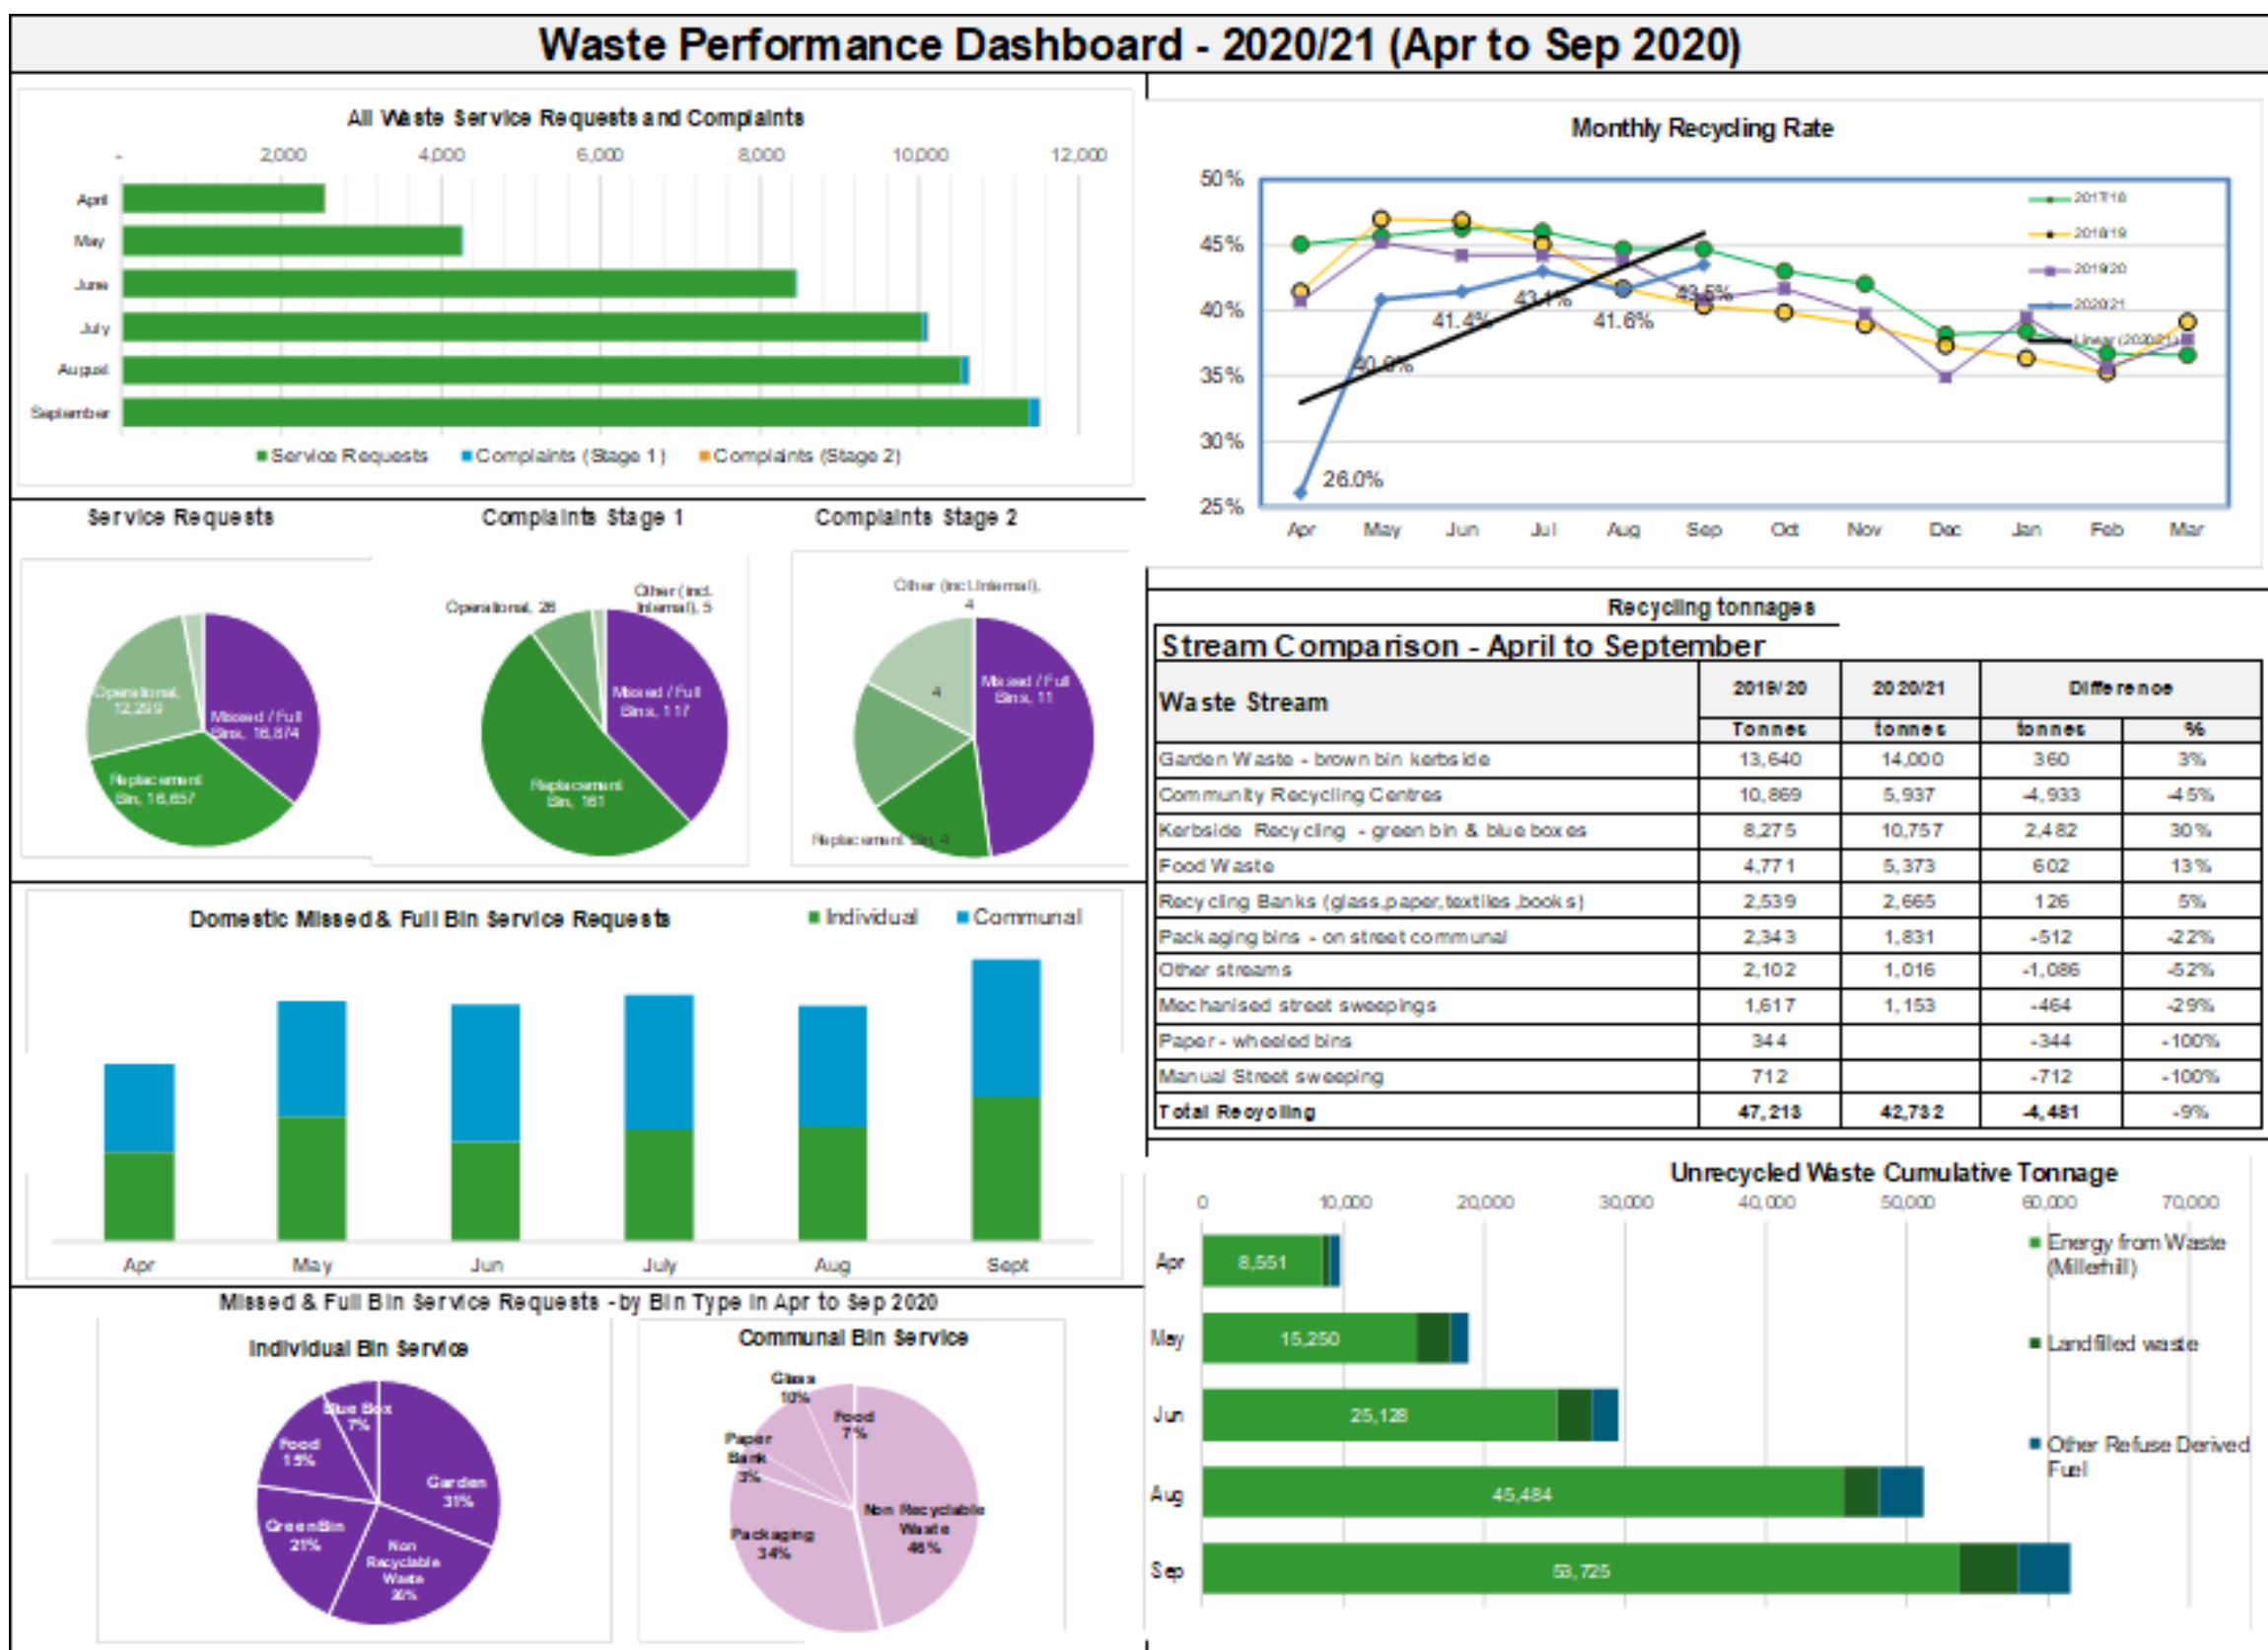 Waste Performance Dashboard - 2020/21 (Apr to Sep 2020)
All Waste Service Requests and Complaints
- 2,000 4,000 6,000 8,000 10,000 12,000
April
May
June
July
August
September
Service Requests Complaints (Stage 1) Complaints (Stage 2)
Service Requests Complaints Stage 1 Complaints Stage 2
Operational,
12,299
Missed / Full
Bins, 16,874
Replacement
Bin, 16,657
Operational, 26
Other (incl.
Internal), 5
Missed / Full
Bins, 117
Replacement
Bin, 161
Other (incl.Internal),
4
4
Missed / Full
Bins, 11
Replacement Bin, 4
Domestic Missed & Full Bin Service Requests
Individual Communal
Apr May Jun July Aug Sept
Missed & Full Bin Service Requests - by Bin Type in Apr to Sep 2020
Individual Bin Service
Blue Box
7%
Food
15%
Garden
31%
Green Bin
21%
Non
Recyclable
Waste
Communal Bin Service
Glass
10%
Food
7%
Paper
Bank
3%
Packaging
34%
Non Recyclable
Waste
46%
Monthly Recycling Rate
50%
45%
40%
35%
30%
25%
2017/18
2018/19
2019/20
2020/21
Linear (2020/21)
26.0%
41.4%
43.1%
41.6%
43.5%
Apr May Jun Jul Aug Sep Oct Nov Dec Jan Feb Mar
Recycling tonnages
Stream Comparison - April to September
Waste Stream 2019/20 2020/21 Difference
Tonnes tonnes tonnes %
Garden Waste - brown bin kerbside 13,640 14,000 360 3%
Community Recycling Centres 10,869 5,937 -4,933 -45%
Kerbside Recycling - green bin & blue boxes 8,275 10,757 2,482 30%
Food Waste 4,771 5,373 602 13%
Recycling Banks (glass,paper,textiles,books) 2,539 2,665 126 5%
Packaging bins - on street communal 2,343 1,831 -512 -22%
Other streams 2,102 1,016 -1,086 -52%
Mechanised street sweepings 1,617 1,153 -464 -29%
Paper - wheeled bins 344 -344 -100%
Manual Street sweeping 712 -712 -100%
Total Recycling 47,213 42,732 -4,481 -9%
Unrecycled Waste Cumulative Tonnage
0 10,000 20,000 30,000 40,000 50,000 60,000 70,000
Apr 8,551
May 15,250
Jun 25,128
Aug 45,484
Sep 53,725
Energy from Waste
(Millerhill)
Landfilled waste
Other Refuse Derived
Fuel